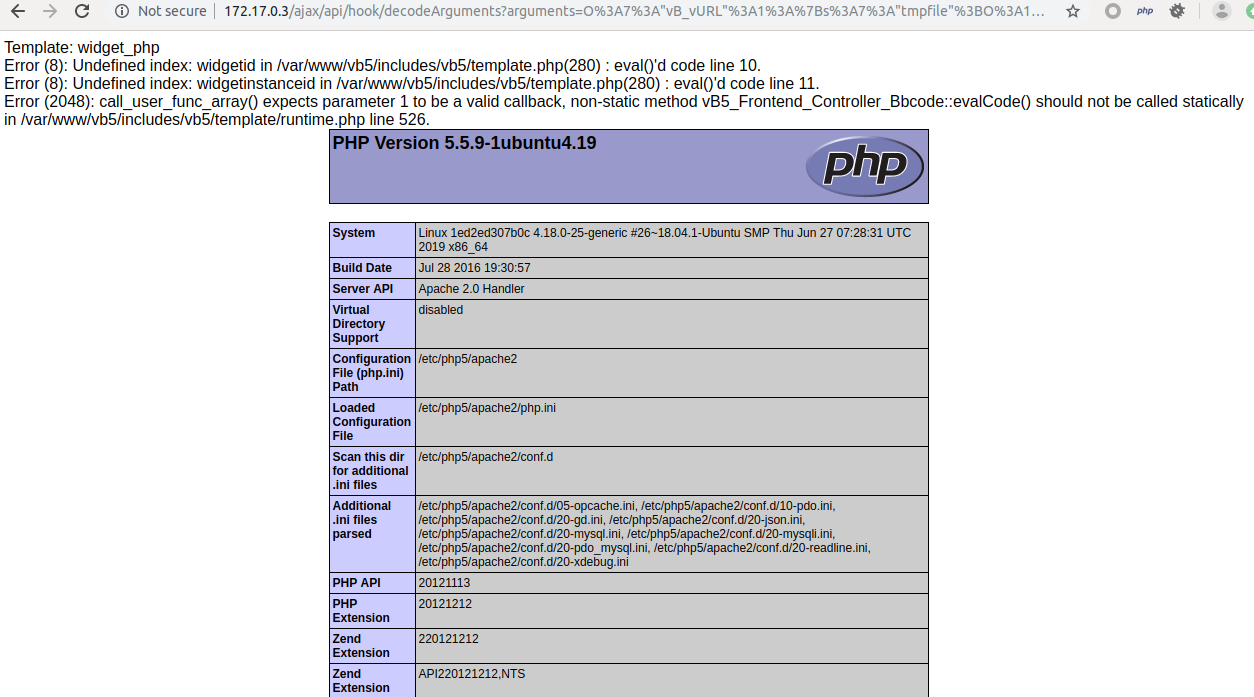 Not secure | 172.17.0.3/ajax/api/hook/decodeArguments?arguments=O%3A7%3A"vB_vURL"%3A1%3A%7Bs%3A7%3A"tmpfile"%3BO%3A1... php
Template: widget_php
Error (8): Undefined index: widgetid in /var/www/vb5/includes/vb5/template.php(280) : eval()'d code line 10.
Error (8): Undefined index: widgetinstanceid in /var/www/vb5/includes/vb5/template.php(280) : eval()'d code line 11.
Error (2048): call_user_func_array() expects parameter 1 to be a valid callback, non-static method vB5_Frontend_Controller_Bbcode::evalCode() should not be called statically
in /var/www/vb5/includes/vb5/template/runtime.php line 526.
PHP Version 5.5.9-1ubuntu4.19
php
System
Linux 1ed2ed307b0c 4.18.0-25-generic #26~18.04.1-Ubuntu SMP Thu Jun 27 07:28:31 UTC
2019 x86_64
Build Date
Jul 28 2016 19:30:57
Server API
Apache 2.0 Handler
Virtual
Directory
Support
disabled
Configuration
File (php.ini)
Path
/etc/php5/apache2
Loaded
Configuration
File
/etc/php5/apache2/php.ini
Scan this dir
for additional
.ini files
/etc/php5/apache2/conf.d
Additional
.ini files
parsed
/etc/php5/apache2/conf.d/05-opcache.ini, /etc/php5/apache2/conf.d/10-pdo.ini,
/etc/php5/apache2/conf.d/20-gd.ini, /etc/php5/apache2/conf.d/20-json.ini,
/etc/php5/apache2/conf.d/20-mysql.ini, /etc/php5/apache2/conf.d/20-mysqli.ini,
/etc/php5/apache2/conf.d/20-pdo_mysql.ini, /etc/php5/apache2/conf.d/20-readline.ini,
/etc/php5/apache2/conf.d/20-xdebug.ini
PHP API
20121113
PHP
Extension
20121212
Zend
Extension
220121212
Zend
Extension
API220121212,NTS